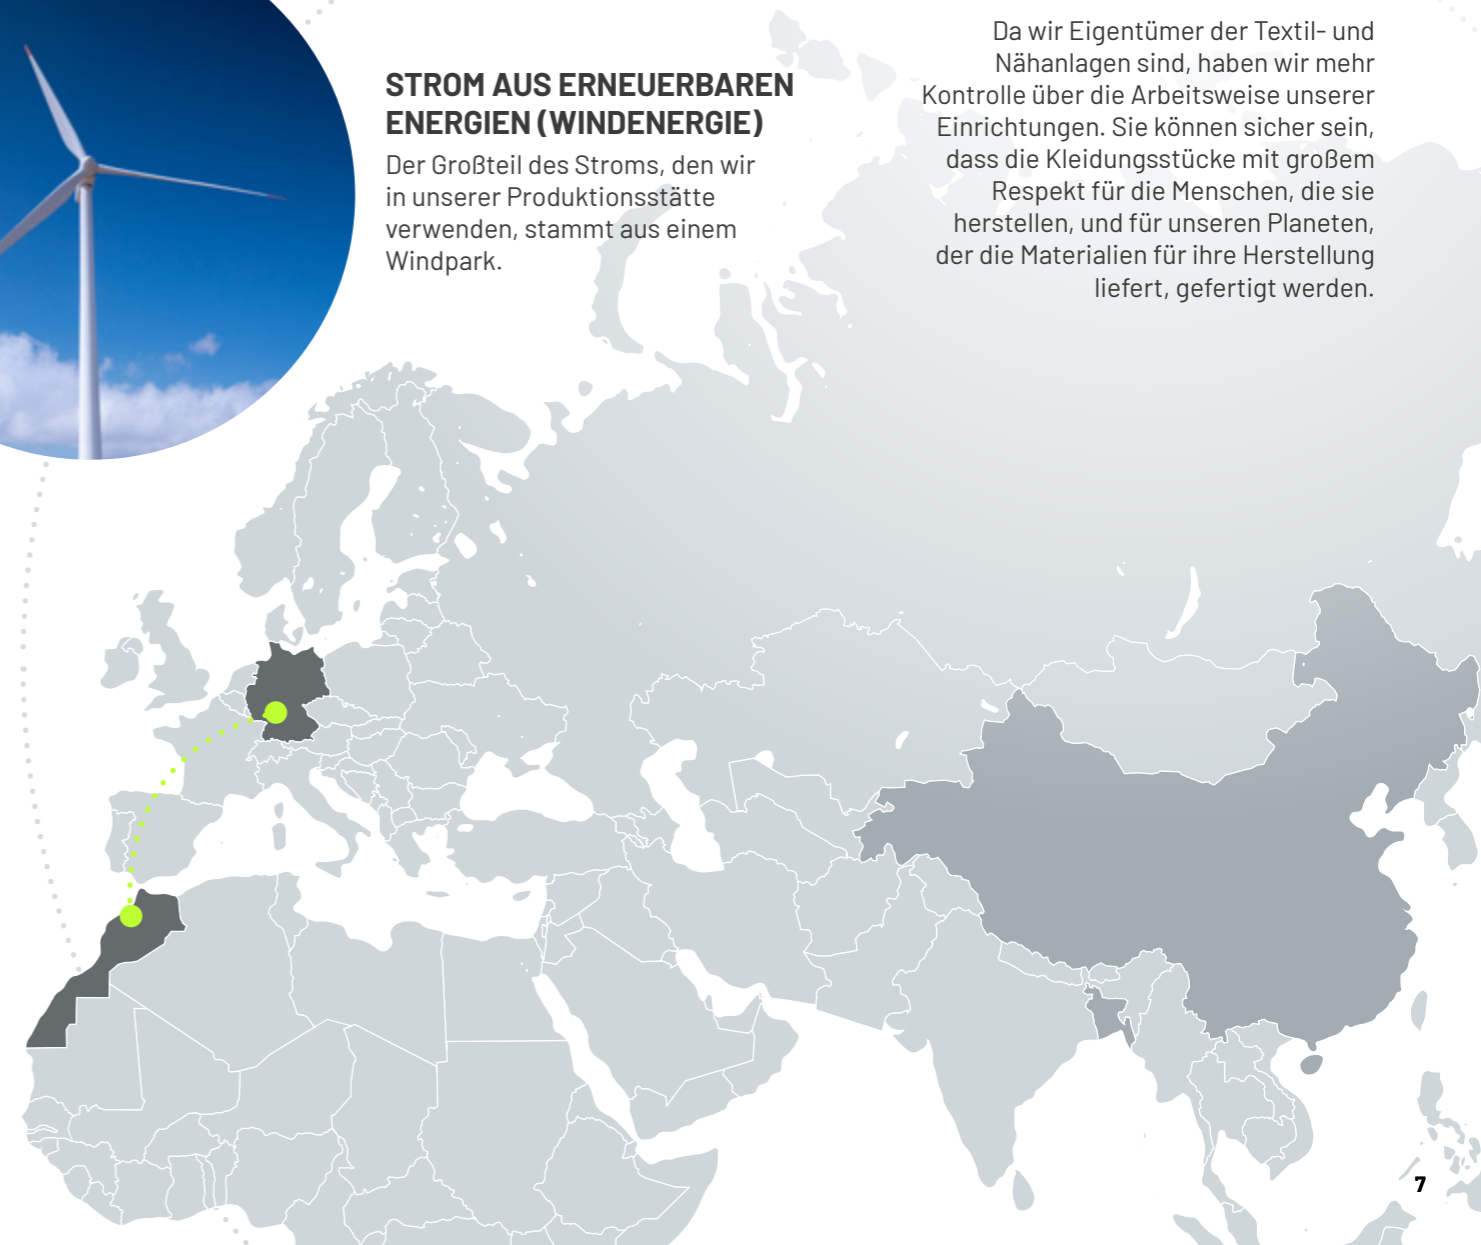 STROM AUS ERNEUERBAREN
ENERGIEN (WINDENERGIE)
Der Großteil des Stroms, den wir
in unserer Produktionsstätte
verwenden, stammt aus einem
Windpark.
Da wir Eigentümer der Textil- und
Nähanlagen sind, haben wir mehr
Kontrolle über die Arbeitsweise unserer
Einrichtungen. Sie können sicher sein,
dass die Kleidungsstücke mit großem
Respekt für die Menschen, die sie
herstellen, und für unseren Planeten,
der die Materialien für ihre Herstellung
liefert, gefertigt werden.
7